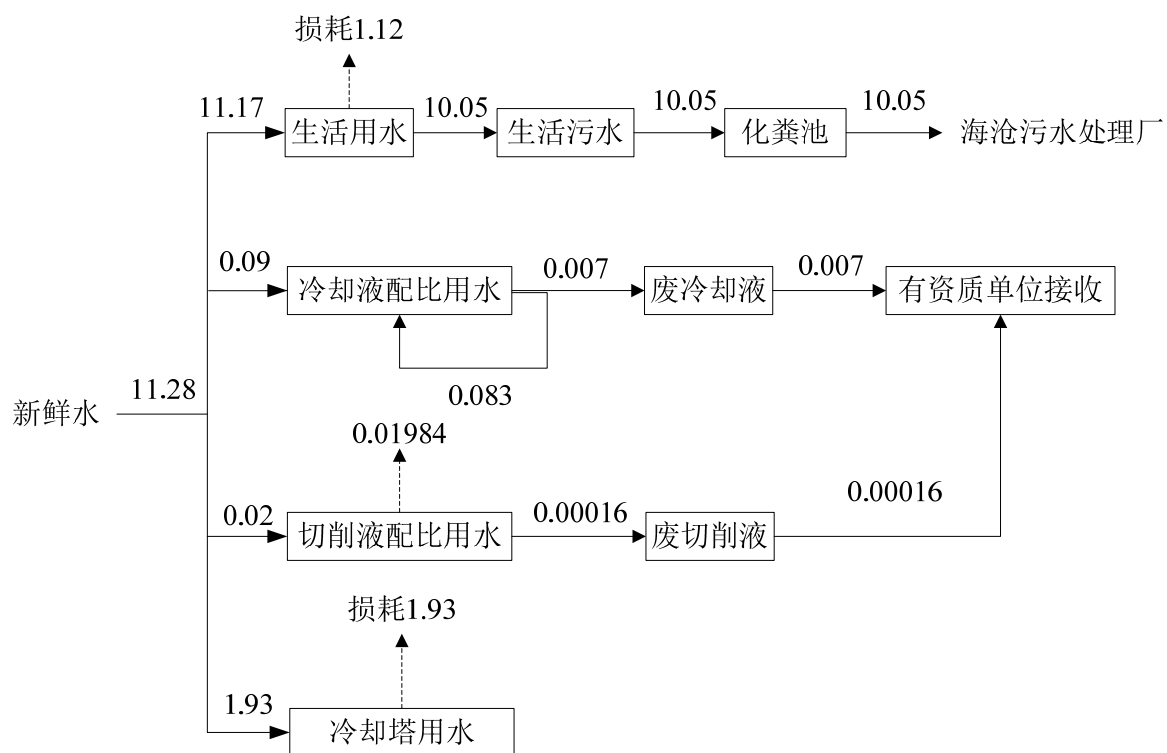 损耗1.12
11.17
生活用水
10.05
生活污水
10.05
化粪池
10.05
海沧污水处理厂
0.09
冷却液配比用水
0.007
废冷却液
0.007
有资质单位接收
0.083
新鲜水
11.28
0.01984
0.02
切削液配比用水
0.00016
废切削液
0.00016
损耗1.93
1.93
冷却塔用水